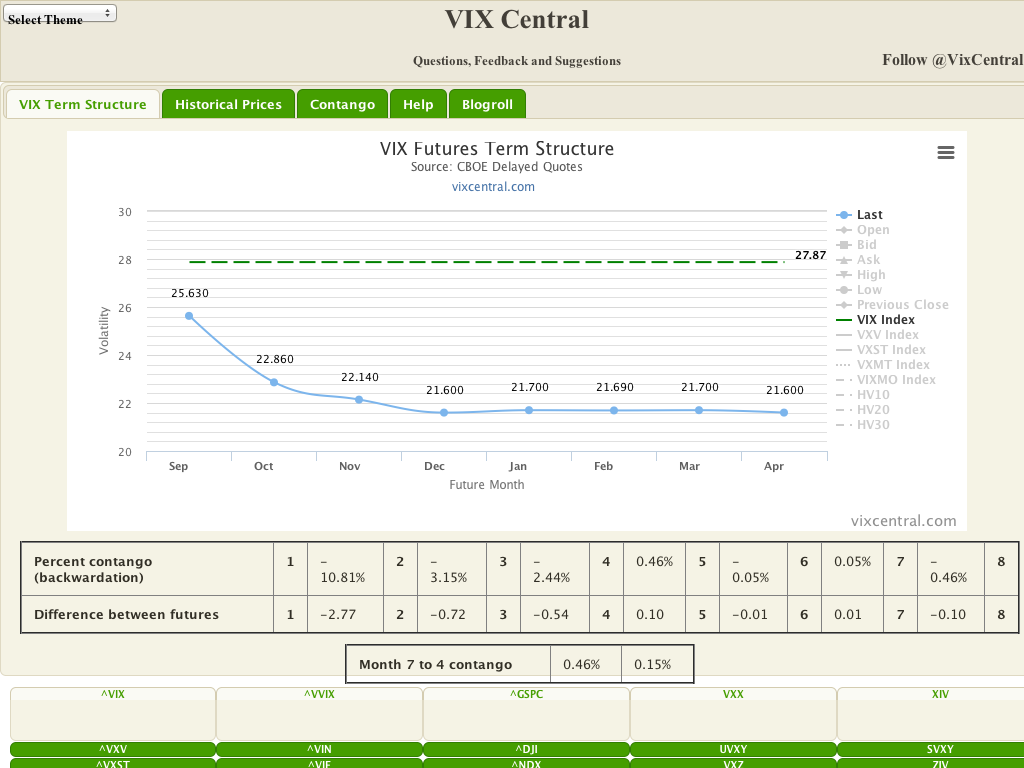 Select Theme
VIX Central
Questions, Feedback and Suggestions
Follow @VixCentral
VIX Term Structure
Historical Prices
Contango
Help
Blogroll
VIX Futures Term Structure
Source: CBOE Delayed Quotes
vixcentral.com
30
28
26
24
22
20
Volatility
27.87
25.630
22.860
22.140
21.600
21.700
21.690
21.700
21.600
Sep
Oct
Nov
Dec
Jan
Feb
Mar
Apr
Future Month
Last
Open
Bid
Ask
High
Low
Previous Close
VIX Index
VXV Index
VXST Index
VXMT Index
VIXMO Index
HV10
HV20
HV30
vixcentral.com
Percent contango
(backwardation)
1
–
10.81%
2
–
3.15%
3
–
2.44%
4
0.46%
5
–
0.05%
6
0.05%
7
–
0.46%
8
Difference between futures
1
–2.77
2
–0.72
3
–0.54
4
0.10
5
–0.01
6
0.01
7
–0.10
8
Month 7 to 4 contango
0.46%
0.15%
^VIX
^VVIX
^GSPC
VXX
XIV
^VXV
^VIN
^DJI
UVXY
SVXY
^VXST
^VIF
^NDX
VXZ
ZIV